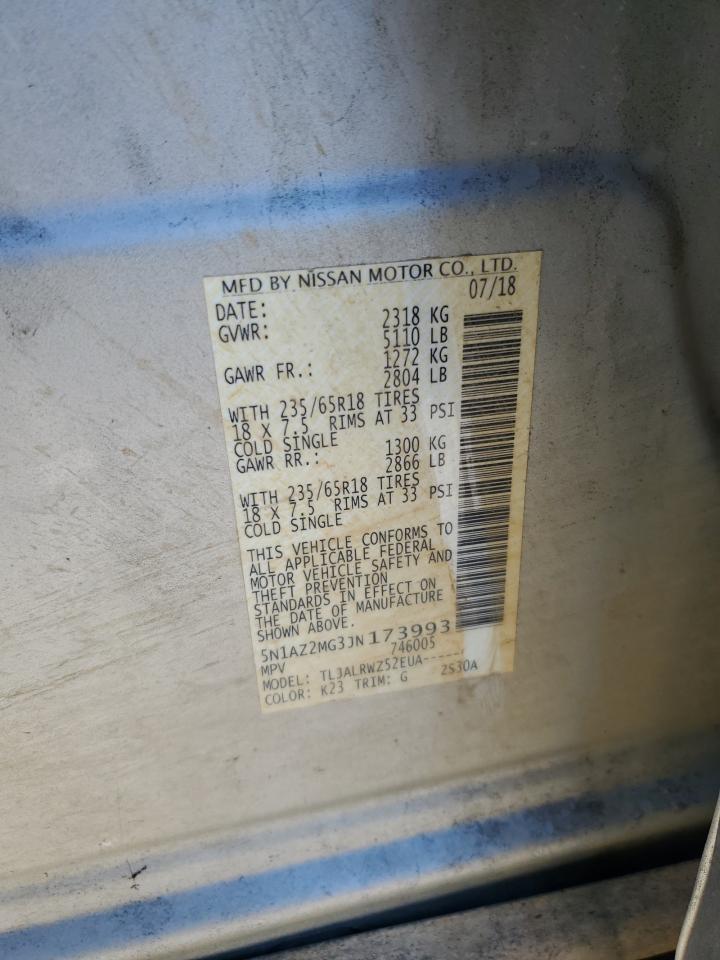 MFD BY NISSAN MOTOR CO., LTD.
DATE: 07/18
GVWR: 2318 KG
5110 LB
GAWR FR.: 1272 KG
2804 LB
WITH 235/65R18 TIRES
18 X 7.5 RIMS AT 33 PSI
COLD SINGLE
GAWR RR.: 1300 KG
2866 LB
WITH 235/65R18 TIRES
18 X 7.5 RIMS AT 33 PSI
COLD SINGLE
THIS VEHICLE CONFORMS TO
ALL APPLICABLE FEDERAL
MOTOR VEHICLE SAFETY AND
THEFT PREVENTION
STANDARDS IN EFFECT ON
THE DATE OF MANUFACTURE
SHOWN ABOVE.
5N1AZ2MG3JN173993
MPV 746005
MODEL: TL3ALRWZ52EUA------
COLOR: K23 TRIM: G 2S30A